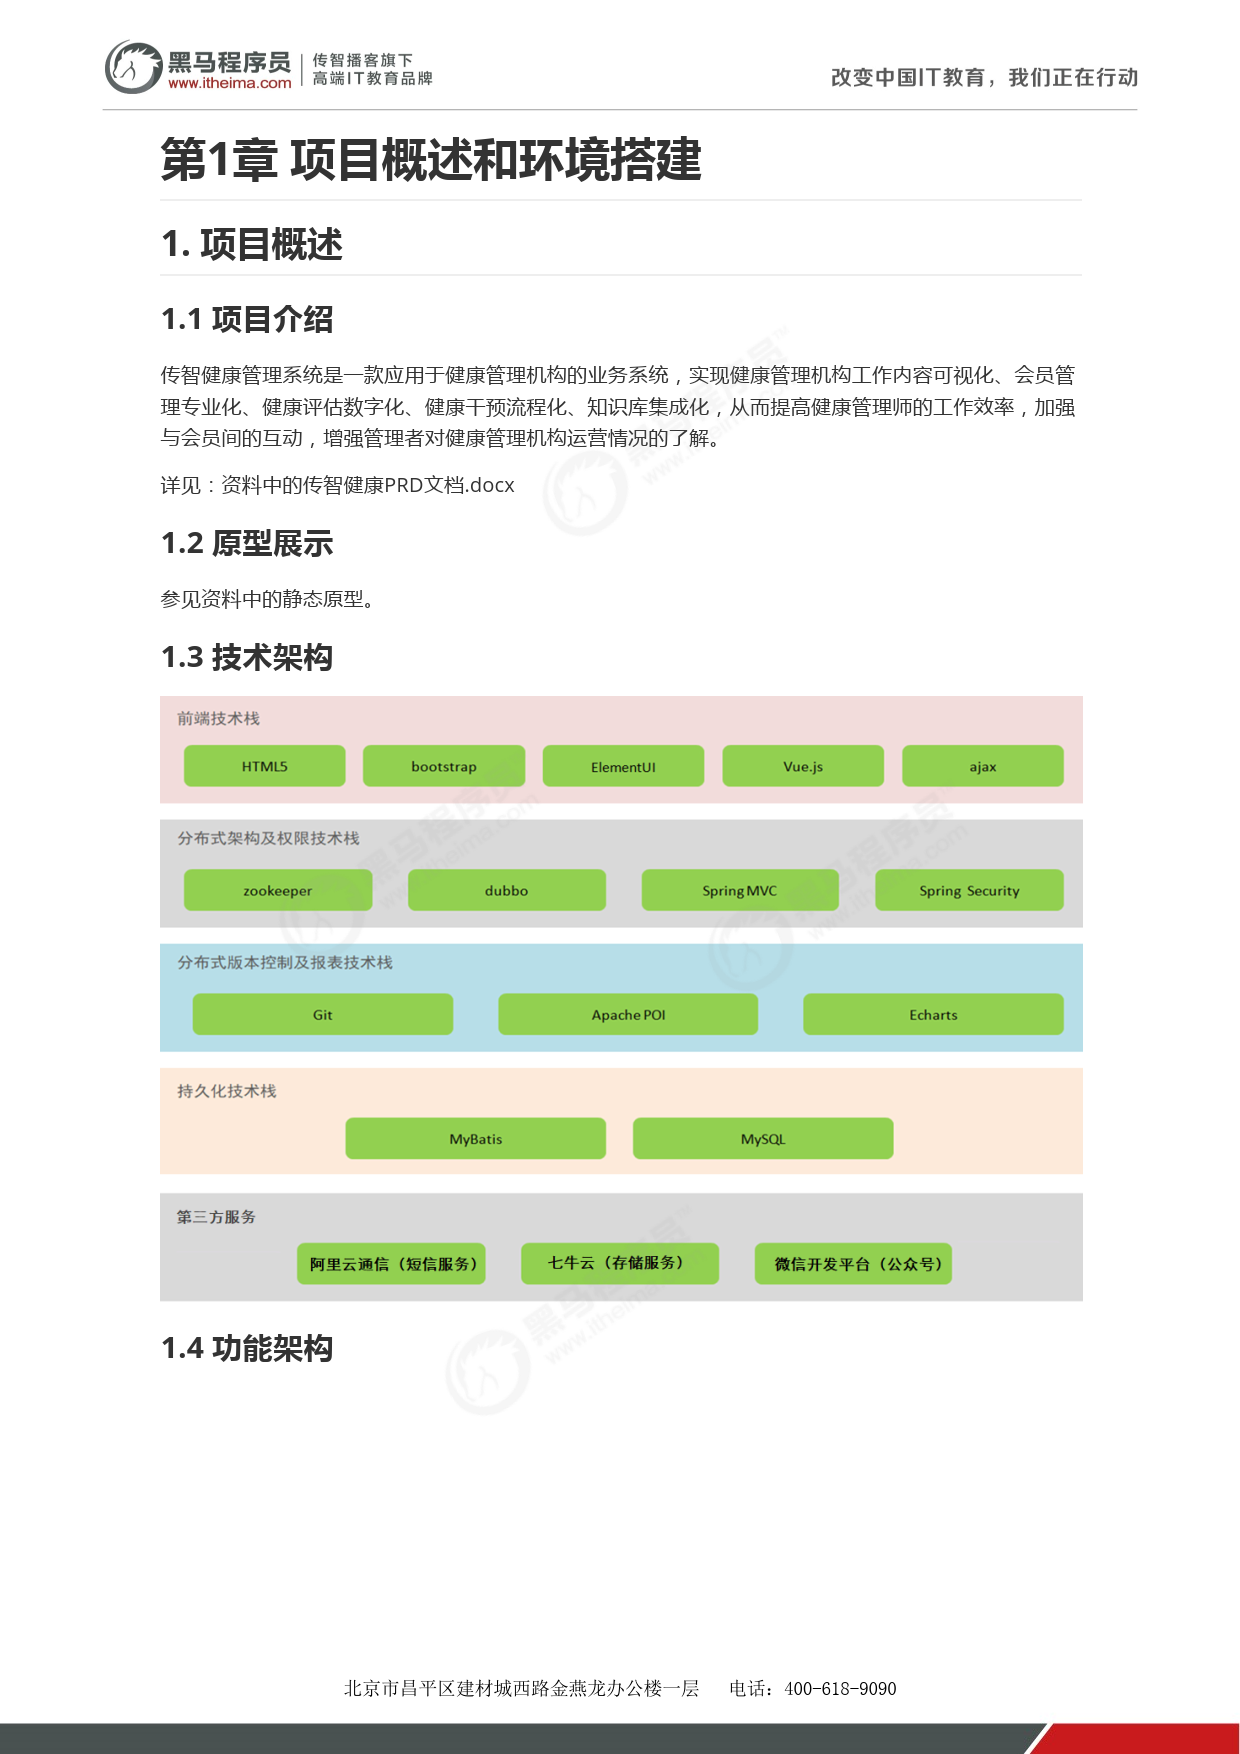 黑马程序员
www.itheima.com
传智播客旗下
高端IT教育品牌
改变中国IT教育，我们正在行动
第1章 项目概述和环境搭建
1. 项目概述
1.1 项目介绍
传智健康管理系统是一款应用于健康管理机构的业务系统，实现健康管理机构工作内容可视化、会员管
理专业化、健康评估数字化、健康干预流程化、知识库集成化，从而提高健康管理师的工作效率，加强
与会员间的互动，增强管理者对健康管理机构运营情况的了解。
详见：资料中的传智健康PRD文档.docx
1.2 原型展示
参见资料中的静态原型。
1.3 技术架构
前端技术栈
HTML5 bootstrap ElementUI Vue.js ajax
分布式架构及权限技术栈
zookeeper dubbo Spring MVC Spring Security
分布式版本控制及报表技术栈
Git Apache POI Echarts
持久化技术栈
MyBatis MySQL
第三方服务
阿里云通信（短信服务） 七牛云（存储服务） 微信开发平台（公众号）
1.4 功能架构
北京市昌平区建材城西路金燕龙办公楼一层 电话：400-618-9090